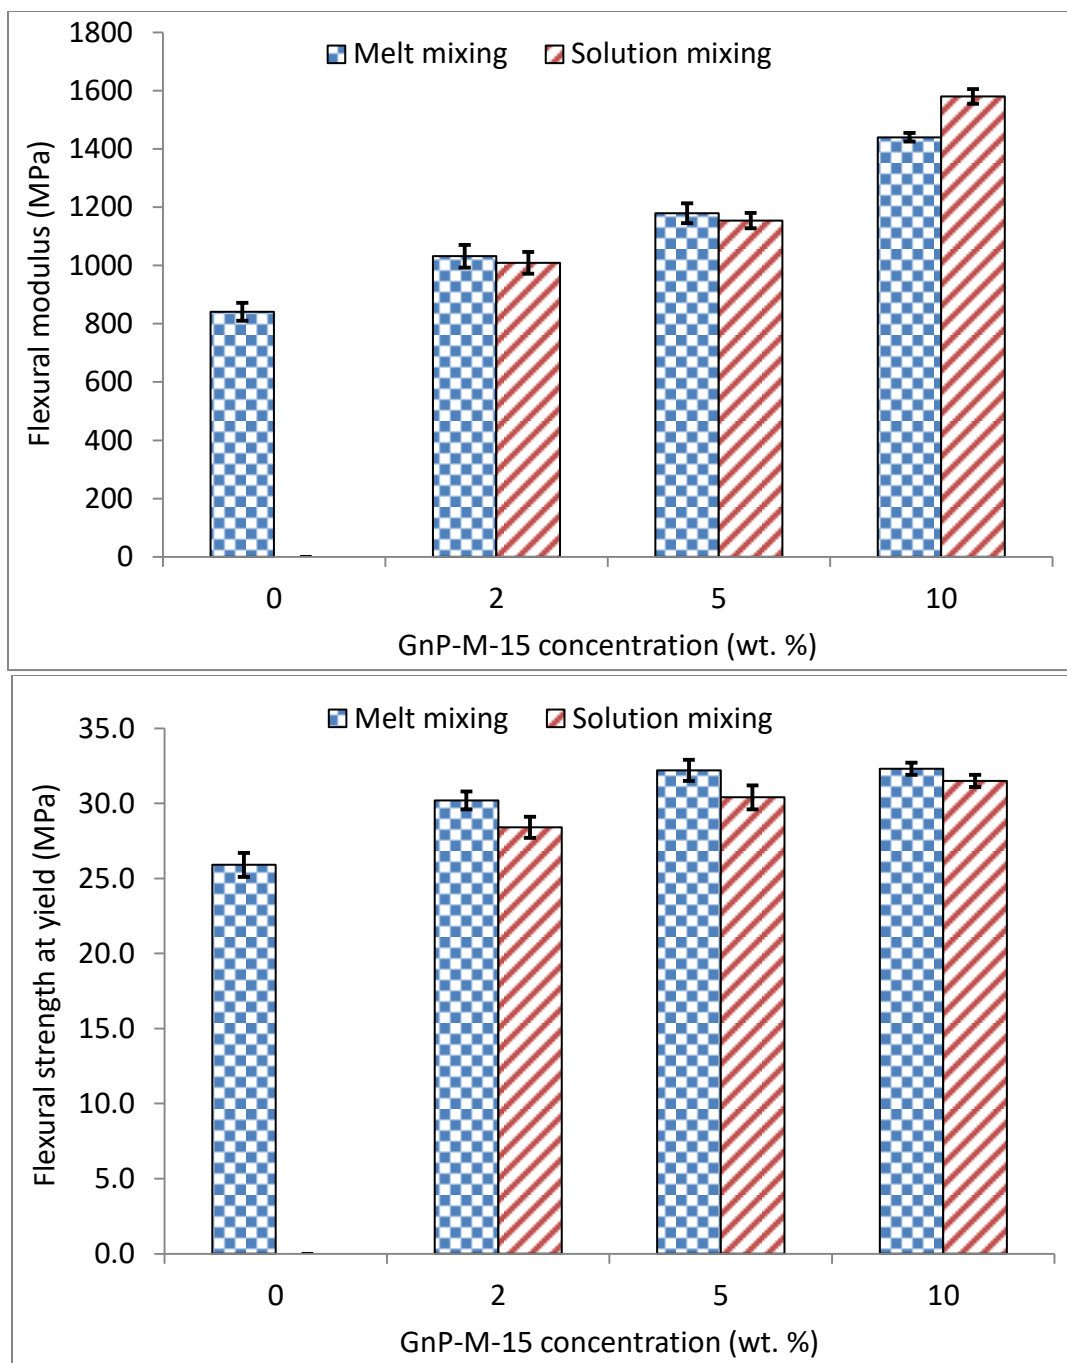 1800
Melt mixing Solution mixing
1600
1400
1200
1000
800
600
400
200
0
Flexural modulus (MPa)
0 2 5 10
GnP-M-15 concentration (wt. %)
Melt mixing Solution mixing
35.0
30.0
25.0
20.0
15.0
10.0
5.0
0.0
Flexural strength at yield (MPa)
0 2 5 10
GnP-M-15 concentration (wt. %)